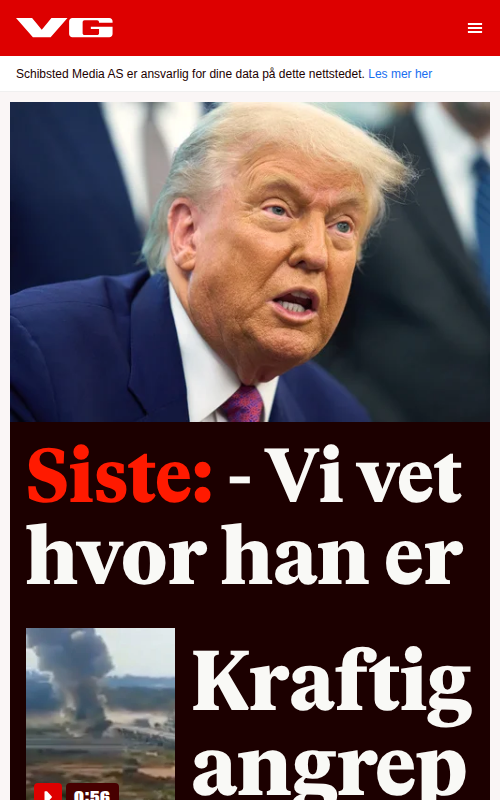 VG
Schibsted Media AS er ansvarlig for dine data på dette nettstedet. Les mer her
Siste: - Vi vet
hvor han er
Kraftig
angrep
0:56